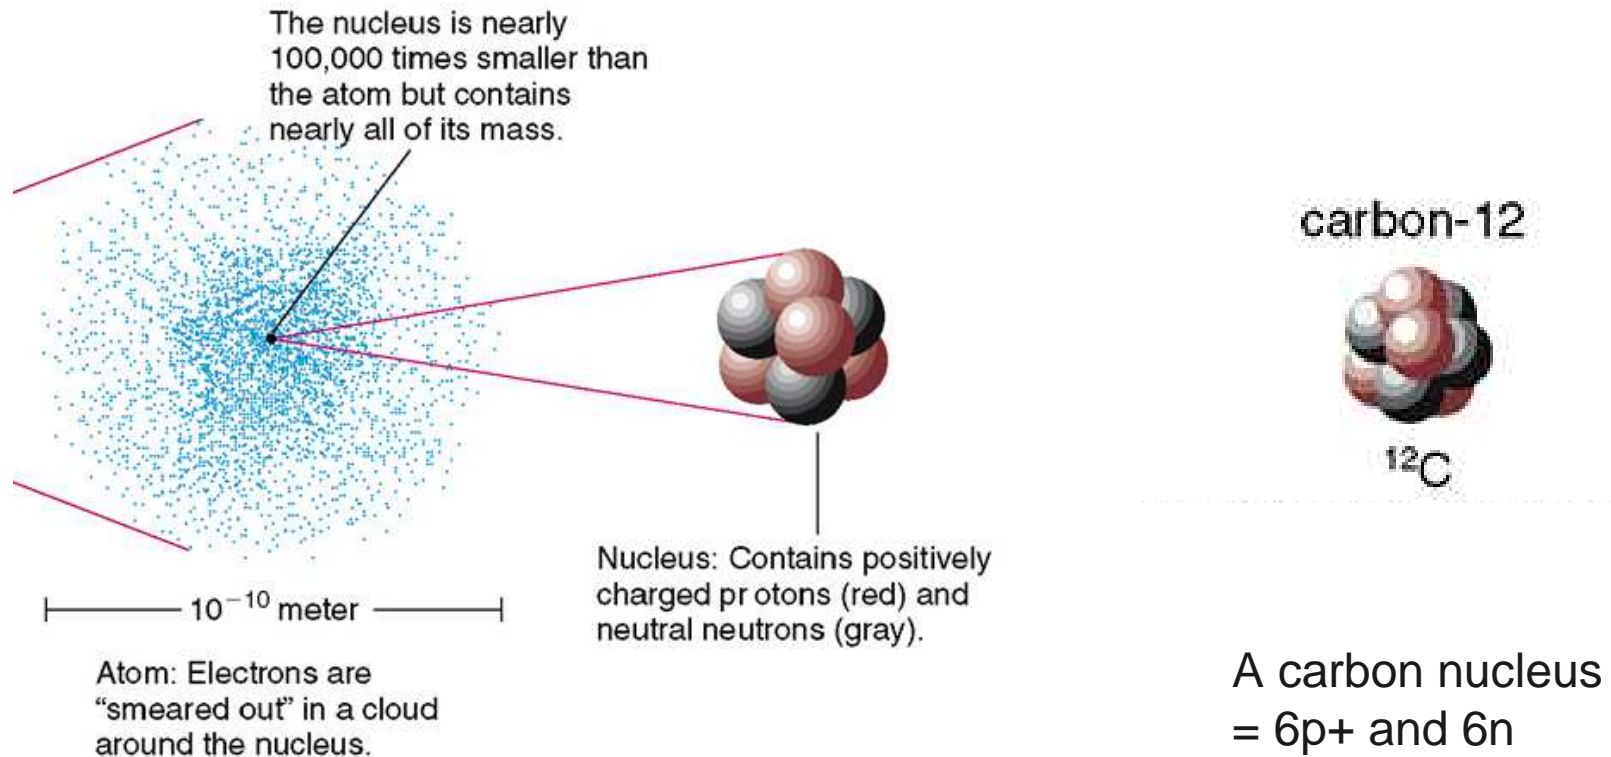 The nucleus is nearly
100,000 times smaller than
the atom but contains
nearly all of its mass.
10⁻¹⁰ meter
Atom: Electrons are
“smeared out” in a cloud
around the nucleus.
Nucleus: Contains positively
charged pr otons (red) and
neutral neutrons (gray).
carbon-12
¹²C
A carbon nucleus
= 6p+ and 6n